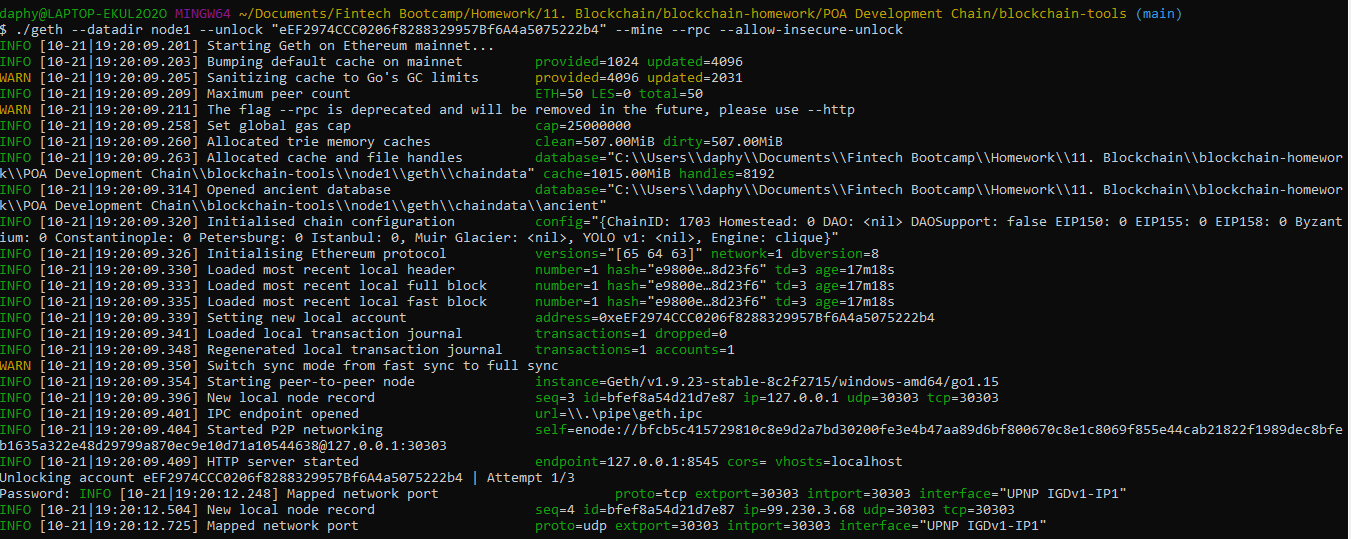 daphy@LAPTOP-EKUL2O2O MINGW64 ~/Documents/Fintech Bootcamp/Homework/11. Blockchain/blockchain-homework/POA Development Chain/blockchain-tools (main)
$ ./geth --datadir node1 --unlock "eEF2974CCC0206f8288329957Bf6A4a5075222b4" --mine --rpc --allow-insecure-unlock
INFO [10-21|19:20:09.201] Starting Geth on Ethereum mainnet...
INFO [10-21|19:20:09.203] Bumping default cache on mainnet provided=1024 updated=4096
WARN [10-21|19:20:09.205] Sanitizing cache to Go's GC limits provided=4096 updated=2031
INFO [10-21|19:20:09.209] Maximum peer count ETH=50 LES=0 total=50
WARN [10-21|19:20:09.211] The flag --rpc is deprecated and will be removed in the future, please use --http
INFO [10-21|19:20:09.258] Set global gas cap cap=25000000
INFO [10-21|19:20:09.260] Allocated trie memory caches clean=507.00MiB dirty=507.00MiB
INFO [10-21|19:20:09.263] Allocated cache and file handles database="C:\\Users\\daphy\\Documents\\Fintech Bootcamp\\Homework\\11. Blockchain\\blockchain-homewor
k\\POA Development Chain\\blockchain-tools\\node1\\geth\\chaindata" cache=1015.00MiB handles=8192
INFO [10-21|19:20:09.314] Opened ancient database database="C:\\Users\\daphy\\Documents\\Fintech Bootcamp\\Homework\\11. Blockchain\\blockchain-homewor
k\\POA Development Chain\\blockchain-tools\\node1\\geth\\chaindata\\ancient"
INFO [10-21|19:20:09.320] Initialised chain configuration config="{ChainID: 1703 Homestead: 0 DAO: <nil> DAOSupport: false EIP150: 0 EIP155: 0 EIP158: 0 Byzan
tium: 0 Constantinople: 0 Petersburg: 0 Istanbul: 0, Muir Glacier: <nil>, YOLO v1: <nil>, Engine: clique}"
INFO [10-21|19:20:09.326] Initialising Ethereum protocol versions="[65 64 63]" network=1 dbversion=8
INFO [10-21|19:20:09.330] Loaded most recent local header number=1 hash="e9800e…8d23f6" td=3 age=17m18s
INFO [10-21|19:20:09.333] Loaded most recent local full block number=1 hash="e9800e…8d23f6" td=3 age=17m18s
INFO [10-21|19:20:09.335] Loaded most recent local fast block number=1 hash="e9800e…8d23f6" td=3 age=17m18s
INFO [10-21|19:20:09.339] Setting new local account address=0xeEF2974CCC0206f8288329957Bf6A4a5075222b4
INFO [10-21|19:20:09.341] Loaded local transaction journal transactions=1 dropped=0
INFO [10-21|19:20:09.348] Regenerated local transaction journal transactions=1 accounts=1
WARN [10-21|19:20:09.350] Switch sync mode from fast sync to full sync
INFO [10-21|19:20:09.354] Starting peer-to-peer node instance=Geth/v1.9.23-stable-8c2f2715/windows-amd64/go1.15
INFO [10-21|19:20:09.396] New local node record seq=3 id=bfef8a54d21d7e87 ip=127.0.0.1 udp=30303 tcp=30303
INFO [10-21|19:20:09.401] IPC endpoint opened url=\\.\pipe\geth.ipc
INFO [10-21|19:20:09.404] Started P2P networking self=enode://bfcb5c415729810c8e9d2a7bd30200fe3e4b47aa89d6bf800670c8e1c8069f855e44cab21822f1989dec8bfe
b1635a322e48d29799a870ec9e10d71a10544638@127.0.0.1:30303
INFO [10-21|19:20:09.409] HTTP server started endpoint=127.0.0.1:8545 cors= vhosts=localhost
Unlocking account eEF2974CCC0206f8288329957Bf6A4a5075222b4 | Attempt 1/3
Password: INFO [10-21|19:20:12.248] Mapped network port proto=tcp extport=30303 intport=30303 interface="UPNP IGDv1-IP1"
INFO [10-21|19:20:12.504] New local node record seq=4 id=bfef8a54d21d7e87 ip=99.230.3.68 udp=30303 tcp=30303
INFO [10-21|19:20:12.725] Mapped network port proto=udp extport=30303 intport=30303 interface="UPNP IGDv1-IP1"